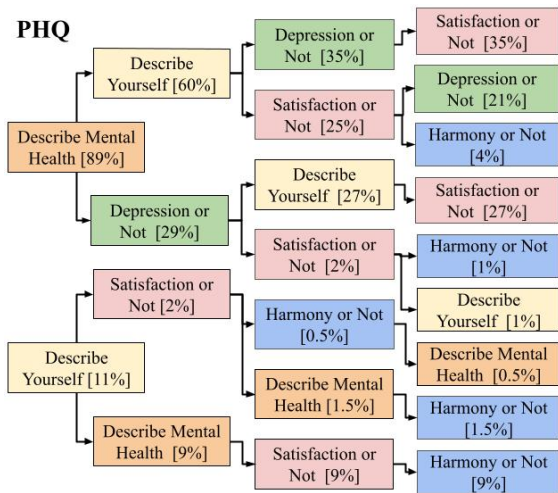 PHQ
Describe Mental
Health [89%]
Describe
Yourself [60%]
Depression or
Not [35%]
Satisfaction or
Not [35%]
Satisfaction or
Not [25%]
Depression or
Not [21%]
Harmony or Not
[4%]
Depression or
Not [29%]
Describe
Yourself [27%]
Satisfaction or
Not [27%]
Satisfaction or
Not [2%]
Harmony or Not
[1%]
Describe
Yourself [1%]
Describe
Yourself [11%]
Satisfaction or
Not [2%]
Harmony or Not
[0.5%]
Describe Mental
Health [0.5%]
Describe Mental
Health [1.5%]
Harmony or Not
[1.5%]
Describe Mental
Health [9%]
Satisfaction or
Not [9%]
Harmony or Not
[9%]